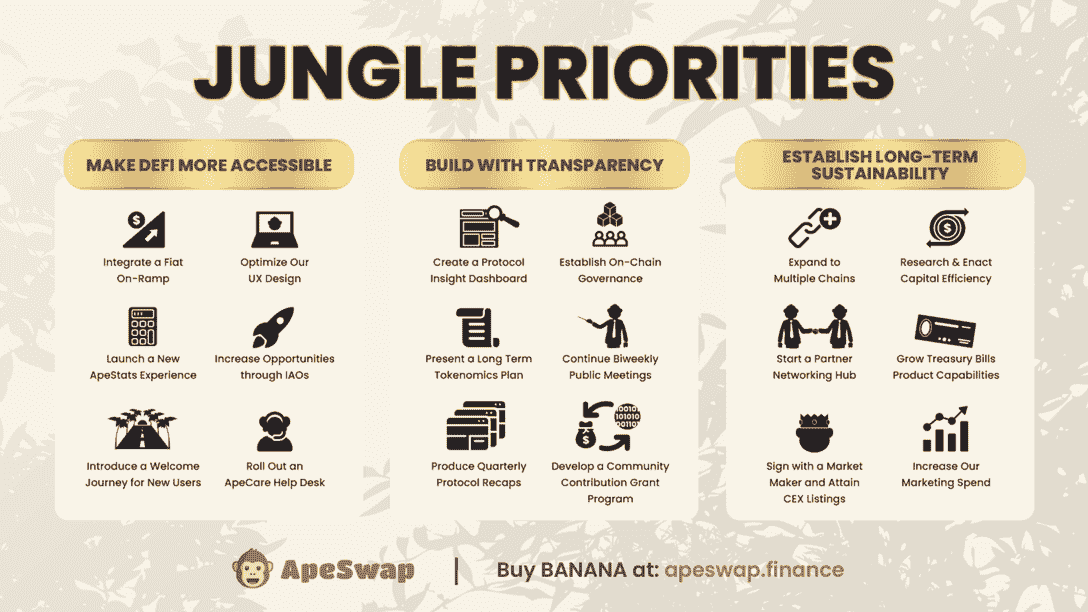 JUNGLE PRIORITIES
MAKE DEFI MORE ACCESSIBLE
Integrate a Fiat
On-Ramp
Optimize Our
UX Design
Launch a New
ApeStats Experience
Increase Opportunities
through IAOs
Introduce a Welcome
Journey for New Users
Roll Out an
ApeCare Help Desk
BUILD WITH TRANSPARENCY
Create a Protocol
Insight Dashboard
Establish On-Chain
Governance
Present a Long Term
Tokenomics Plan
Continue Biweekly
Public Meetings
Produce Quarterly
Protocol Recaps
10010
101010
001101
Develop a Community
Contribution Grant
Program
ESTABLISH LONG-TERM
SUSTAINABILITY
Expand to
Multiple Chains
Research & Enact
Capital Efficiency
Start a Partner
Networking Hub
Grow Treasury Bills
Product Capabilities
Sign with a Market
Maker and Attain
CEX Listings
Increase Our
Marketing Spend
ApeSwap | Buy BANANA at: apeswap.finance